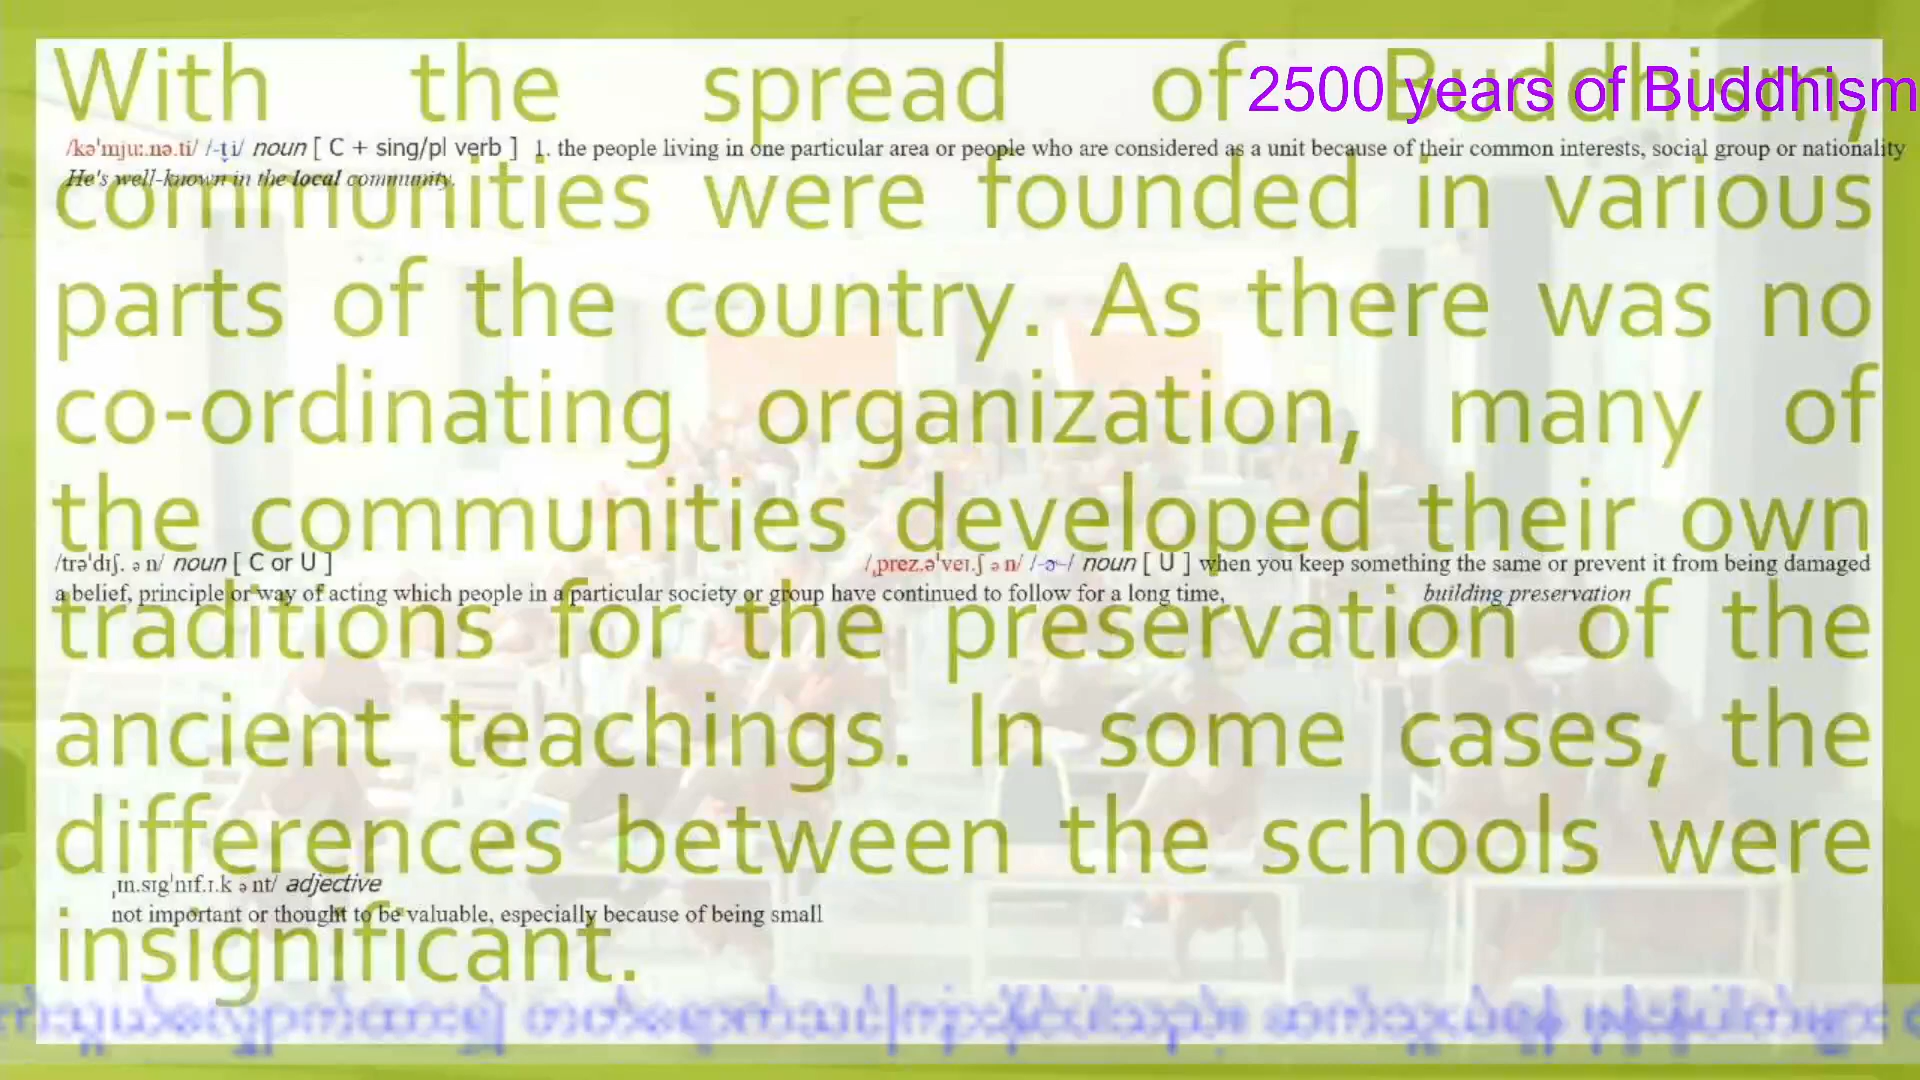 With the spread of Buddhism,
2500 years of Buddhism
/kəˈmjuː.nə.ti/ /-t̬i/ noun [ C + sing/pl verb ] 1. the people living in one particular area or people who are considered as a unit because of their common interests, social group or nationality
He's well-known in the local community.
communities were founded in various
parts of the country. As there was no
co-ordinating organization, many of
the communities developed their own
/trəˈdɪʃ. ə n/ noun [ C or U ]
/ˌprez.əˈveɪ.ʃ ə n/ /-ɚ-/ noun [ U ] when you keep something the same or prevent it from being damaged
a belief, principle or way of acting which people in a particular society or group have continued to follow for a long time,
building preservation
traditions for the preservation of the
ancient teachings. In some cases, the
differences between the schools were
ˌɪn.sɪgˈnɪf.ɪ.k ə nt/ adjective
not important or thought to be valuable, especially because of being small
insignificant.